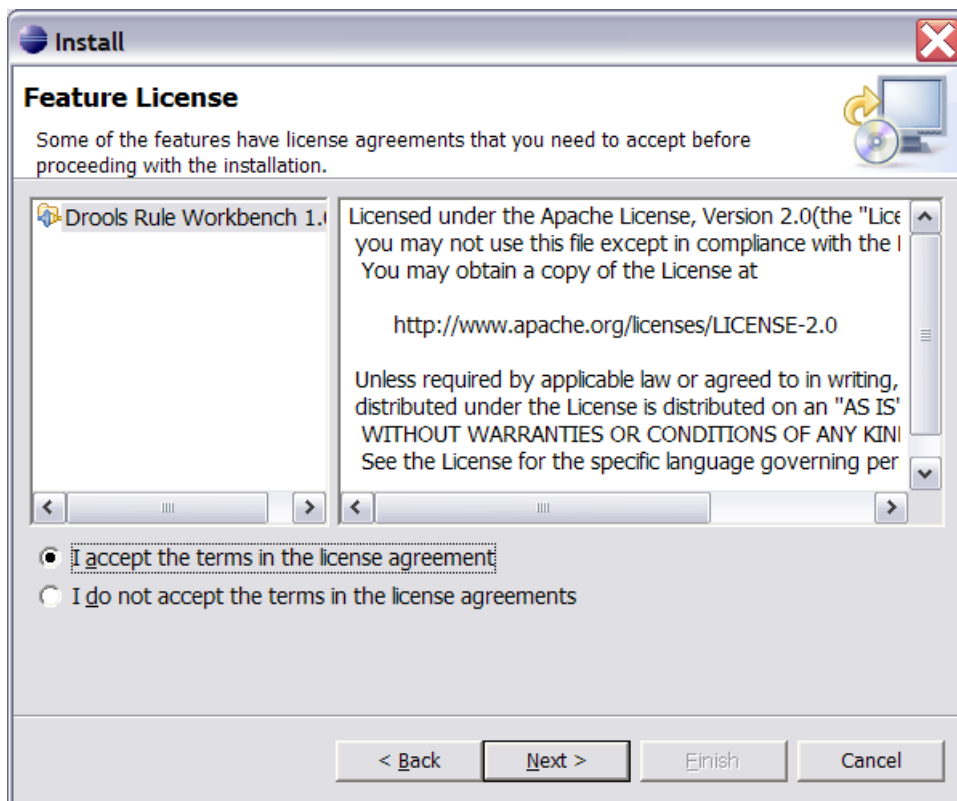 Install
Feature License
Some of the features have license agreements that you need to accept before
proceeding with the installation.
Drools Rule Workbench 1.0
Licensed under the Apache License, Version 2.0(the "Lice
you may not use this file except in compliance with the
You may obtain a copy of the License at
http://www.apache.org/licenses/LICENSE-2.0
Unless required by applicable law or agreed to in writing,
distributed under the License is distributed on an "AS IS"
WITHOUT WARRANTIES OR CONDITIONS OF ANY KIN
See the License for the specific language governing per
I accept the terms in the license agreement
I do not accept the terms in the license agreements
< Back
Next >
Finish
Cancel